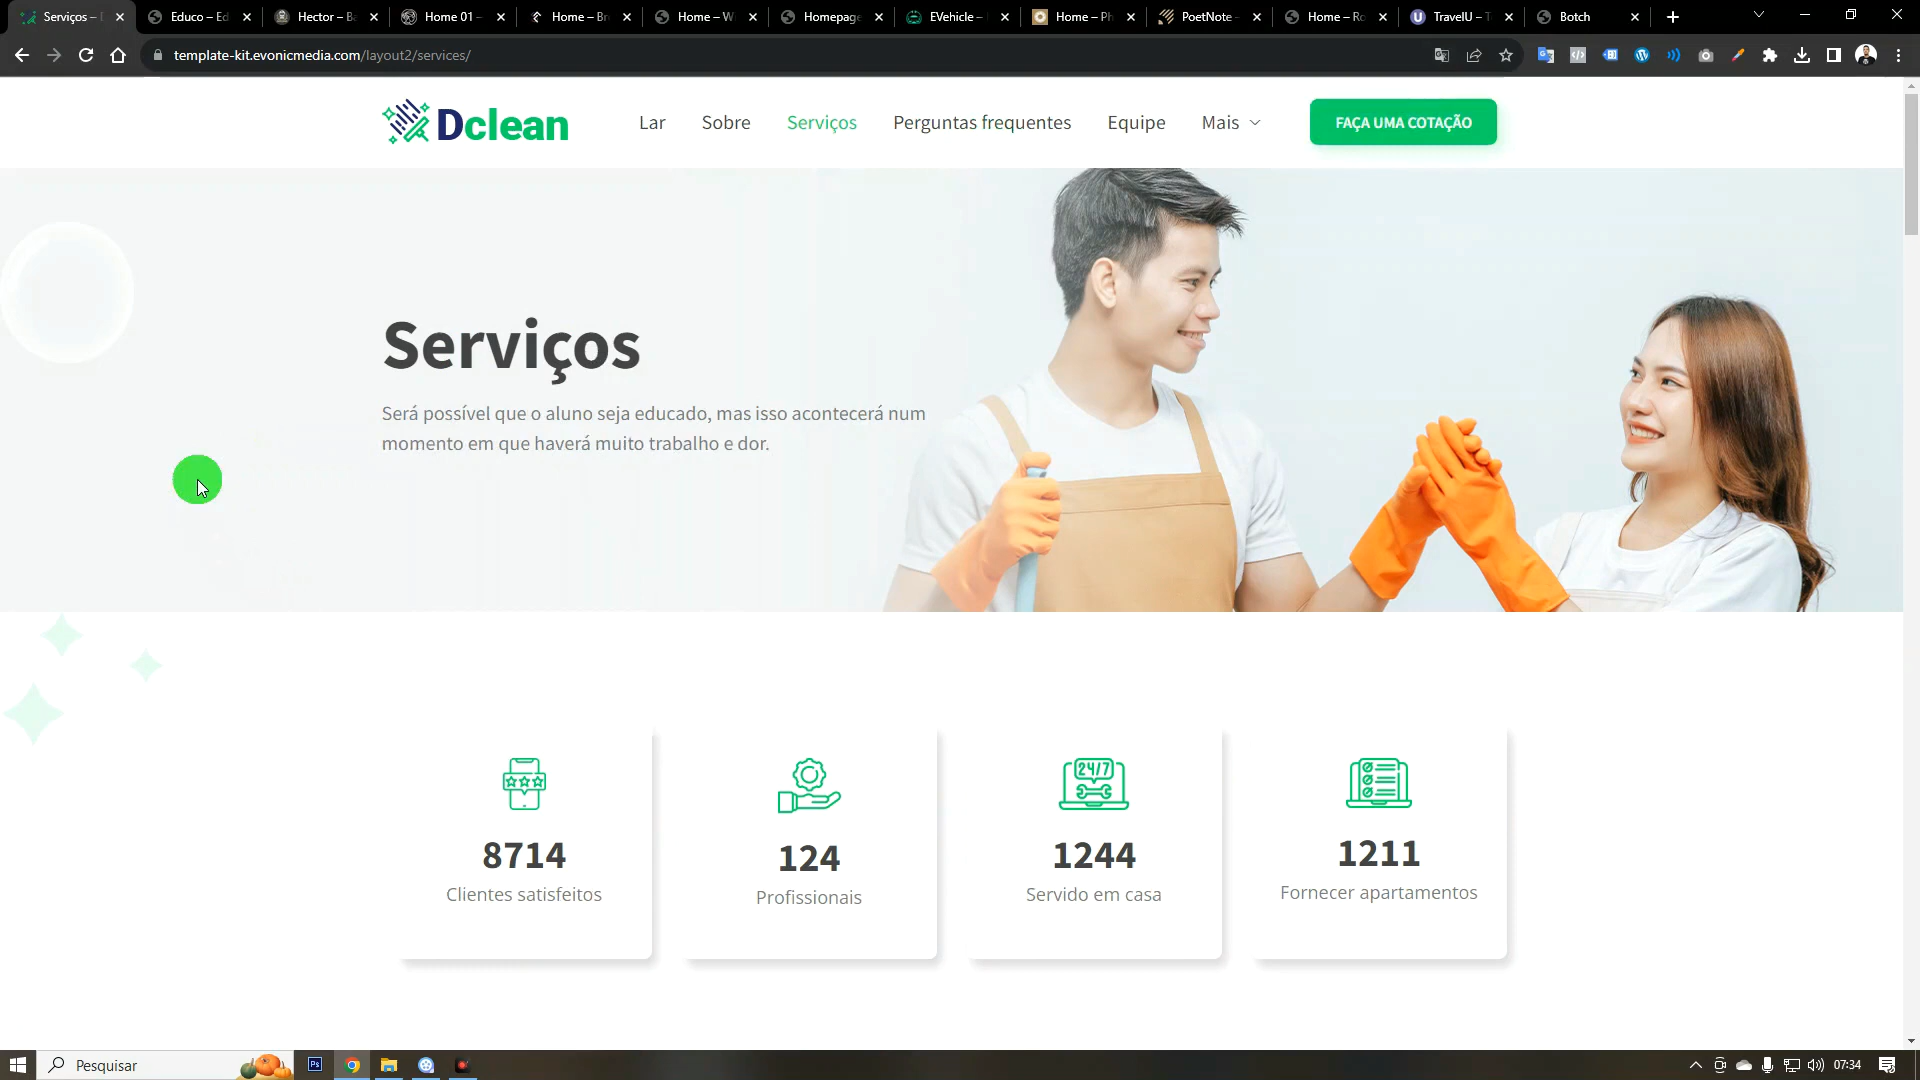 Serviços –
Educo – Ed
Hector – Ba
Home 01 –
Home – Br
Home – W
Homepage
EVehicle –
Home – Ph
PoetNote –
Home – Ro
TravelU – T
Botch
template-kit.evonicmedia.com/layout2/services/
Dclean
Lar
Sobre
Serviços
Perguntas frequentes
Equipe
Mais
FAÇA UMA COTAÇÃO
Serviços
Será possível que o aluno seja educado, mas isso acontecerá num
momento em que haverá muito trabalho e dor.
24/7
8714
Clientes satisfeitos
124
Profissionais
1244
Servido em casa
1211
Fornecer apartamentos
Pesquisar
Ps
07:34